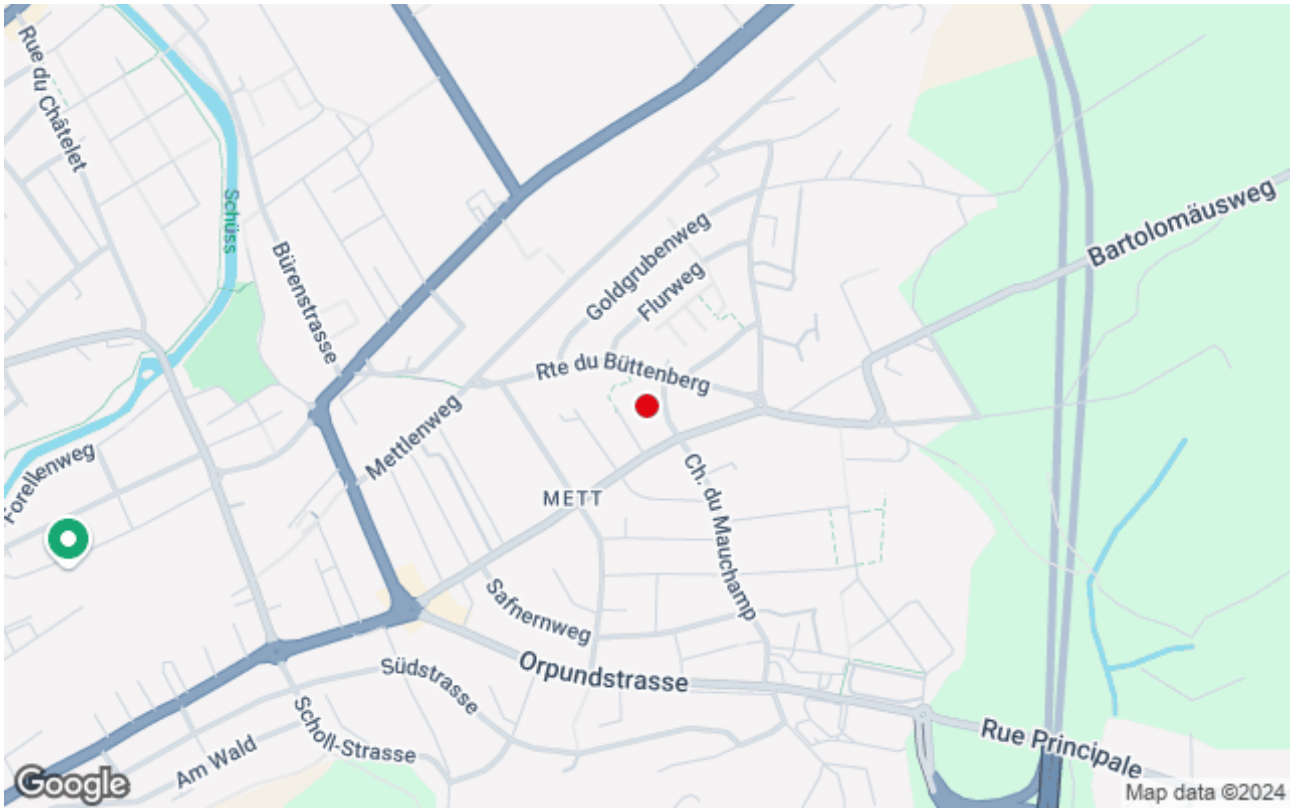 Rue du Châtelet
Schüss
Bürenstrasse
Goldgrubenweg
Flurweg
Bartolomäusweg
Rte du Büttenberg
Mettlenweg
Forellenweg
METT
Ch. du Mauchamp
Safnernweg
Orpundstrasse
Südstrasse
Scholl-Strasse
Am Wald
Rue Principale
Google
Map data ©2024